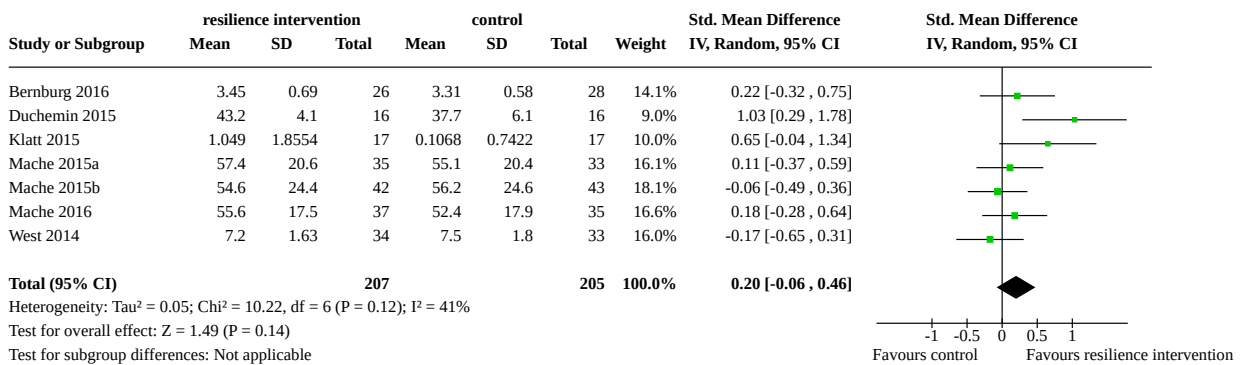 resilience intervention control Std. Mean Difference Std. Mean Difference
Study or Subgroup Mean SD Total Mean SD Total Weight IV, Random, 95% CI IV, Random, 95% CI
Bernburg 2016 3.45 0.69 26 3.31 0.58 28 14.1% 0.22 [-0.32 , 0.75]
Duchemin 2015 43.2 4.1 16 37.7 6.1 16 9.0% 1.03 [0.29 , 1.78]
Klatt 2015 1.049 1.8554 17 0.1068 0.7422 17 10.0% 0.65 [-0.04 , 1.34]
Mache 2015a 57.4 20.6 35 55.1 20.4 33 16.1% 0.11 [-0.37 , 0.59]
Mache 2015b 54.6 24.4 42 56.2 24.6 43 18.1% -0.06 [-0.49 , 0.36]
Mache 2016 55.6 17.5 37 52.4 17.9 35 16.6% 0.18 [-0.28 , 0.64]
West 2014 7.2 1.63 34 7.5 1.8 33 16.0% -0.17 [-0.65 , 0.31]
Total (95% CI) 207 205 100.0% 0.20 [-0.06 , 0.46]
Heterogeneity: Tau² = 0.05; Chi² = 10.22, df = 6 (P = 0.12); I² = 41%
Test for overall effect: Z = 1.49 (P = 0.14)
-1 -0.5 0 0.5 1
Test for subgroup differences: Not applicable
Favours control Favours resilience intervention